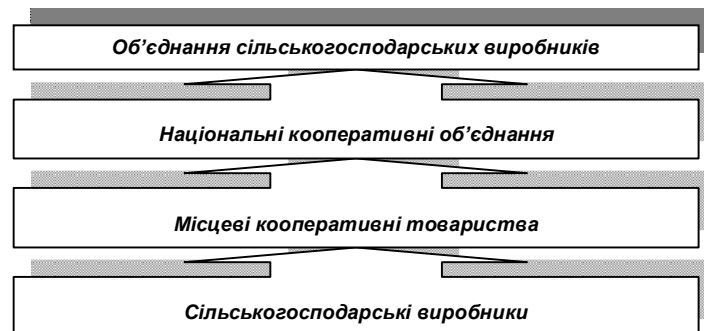 Об’єднання сільськогосподарських виробників
Національні кооперативні об’єднання
Місцеві кооперативні товариства
Сільськогосподарські виробники